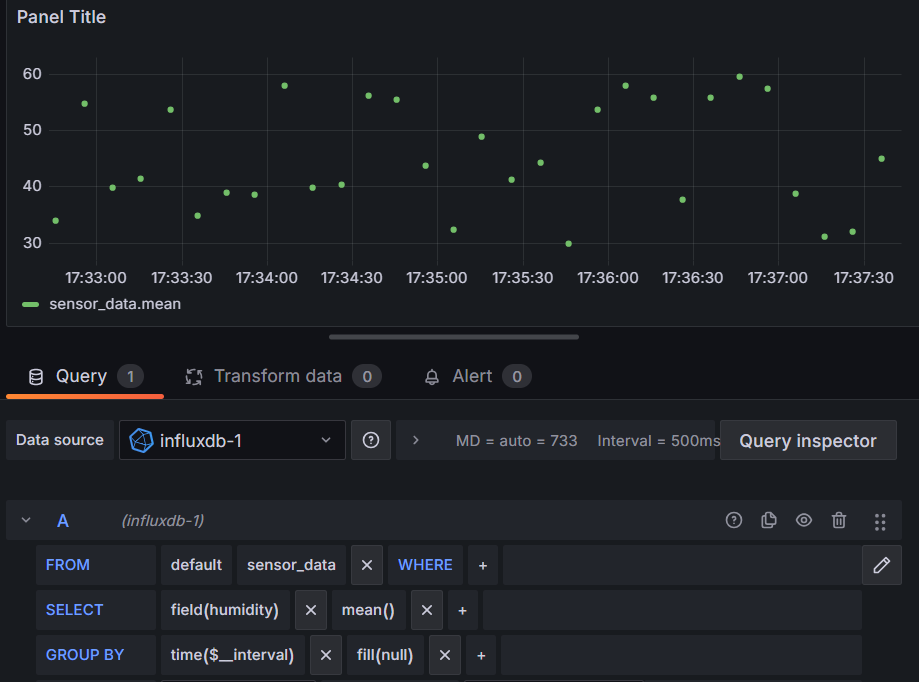 Panel Title
60
50
40
30
17:33:00 17:33:30 17:34:00 17:34:30 17:35:00 17:35:30 17:36:00 17:36:30 17:37:00 17:37:30
sensor_data.mean
Query 1 Transform data 0 Alert 0
Data source influxdb-1 MD = auto = 733 Interval = 500ms Query inspector
A (influxdb-1)
FROM default sensor_data WHERE +
SELECT field(humidity) mean() +
GROUP BY time($__interval) fill(null) +